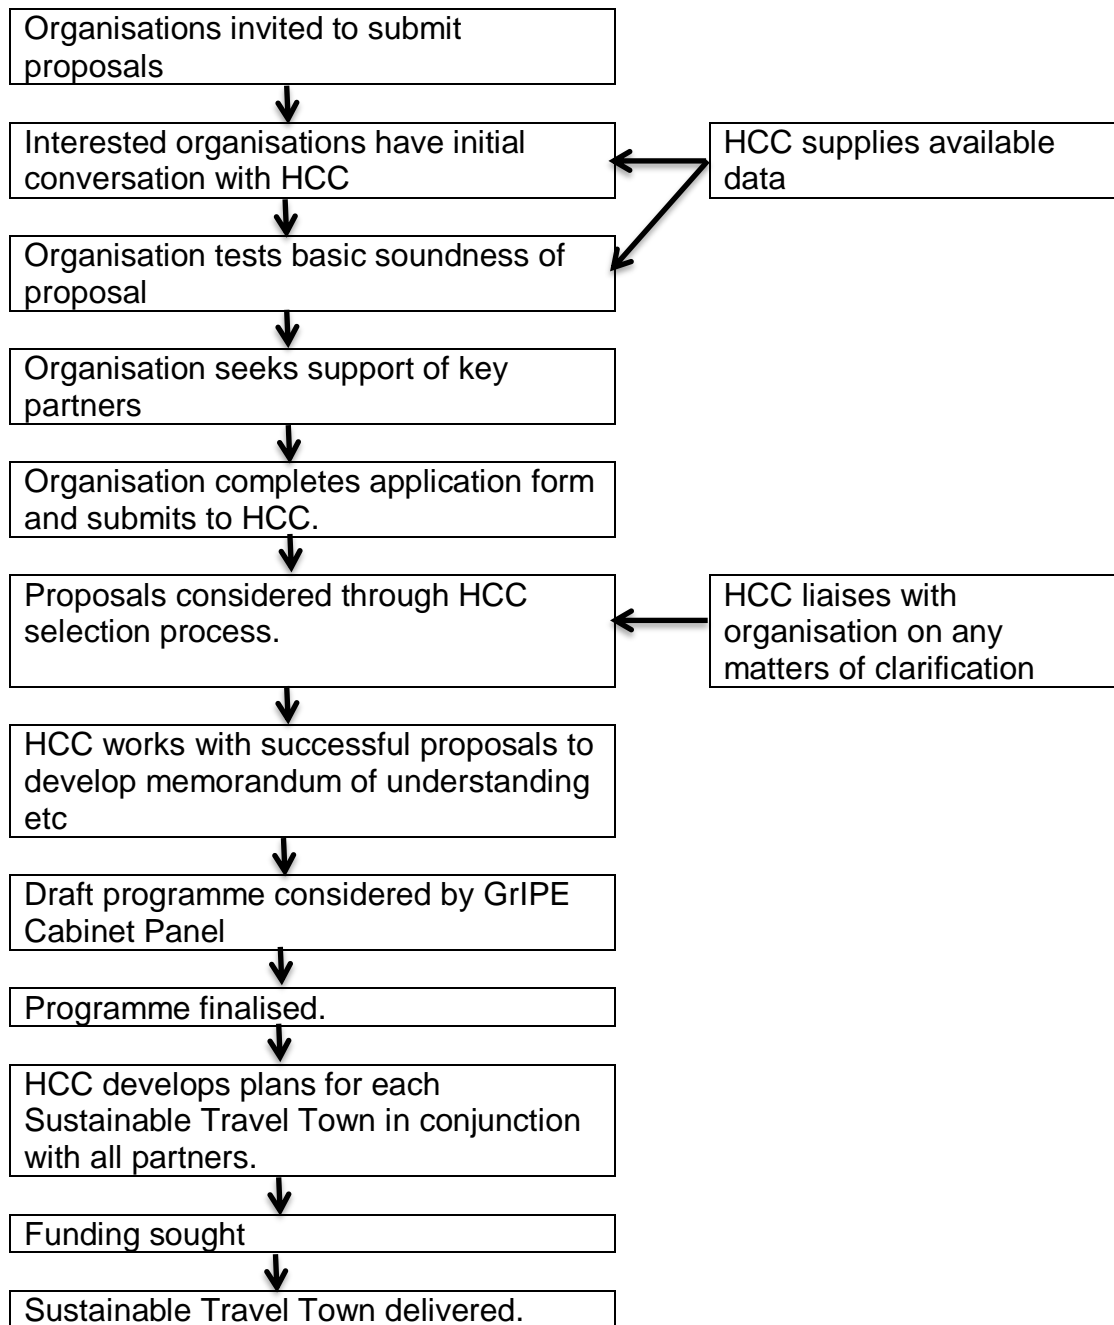 Organisations invited to submit
proposals
Interested organisations have initial
conversation with HCC
HCC supplies available
data
Organisation tests basic soundness of
proposal
Organisation seeks support of key
partners
Organisation completes application form
and submits to HCC.
Proposals considered through HCC
selection process.
HCC liaises with
organisation on any
matters of clarification
HCC works with successful proposals to
develop memorandum of understanding
etc
Draft programme considered by GrIPE
Cabinet Panel
Programme finalised.
HCC develops plans for each
Sustainable Travel Town in conjunction
with all partners.
Funding sought
Sustainable Travel Town delivered.